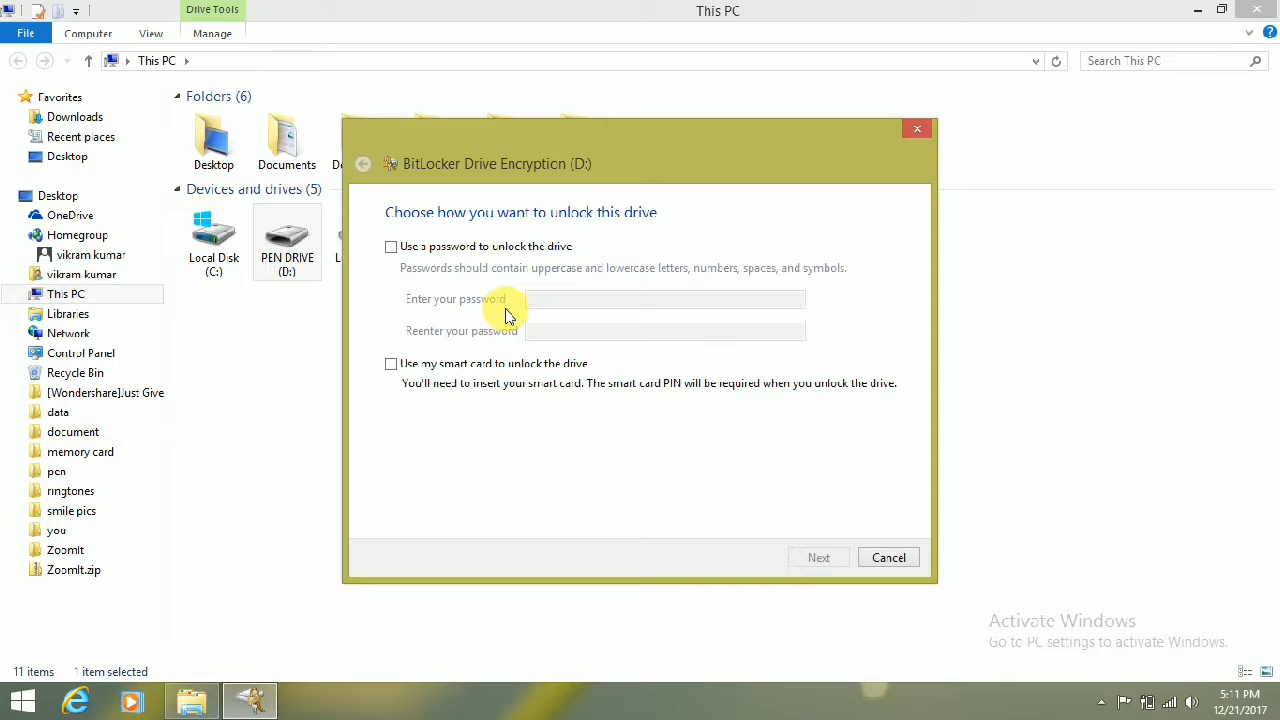 Drive Tools
This PC
File
Computer
View
Manage
This PC
Search This PC
Favorites
Downloads
Recent places
Desktop
Desktop
OneDrive
Homegroup
vikram kumar
vikram kumar
This PC
Libraries
Network
Control Panel
Recycle Bin
[Wondershare]Just Give
data
document
memory card
pen
ringtones
smile pics
you
ZoomIt
ZoomIt.zip
Folders (6)
Desktop
Documents
Devices and drives (5)
Local Disk
(C:)
PEN DRIVE
(D:)
BitLocker Drive Encryption (D:)
Choose how you want to unlock this drive
Use a password to unlock the drive
Passwords should contain uppercase and lowercase letters, numbers, spaces, and symbols.
Enter your password
Reenter your password
Use my smart card to unlock the drive
You'll need to insert your smart card. The smart card PIN will be required when you unlock the drive.
Next
Cancel
Activate Windows
Go to PC settings to activate Windows.
11 items
1 item selected
5:11 PM
12/21/2017